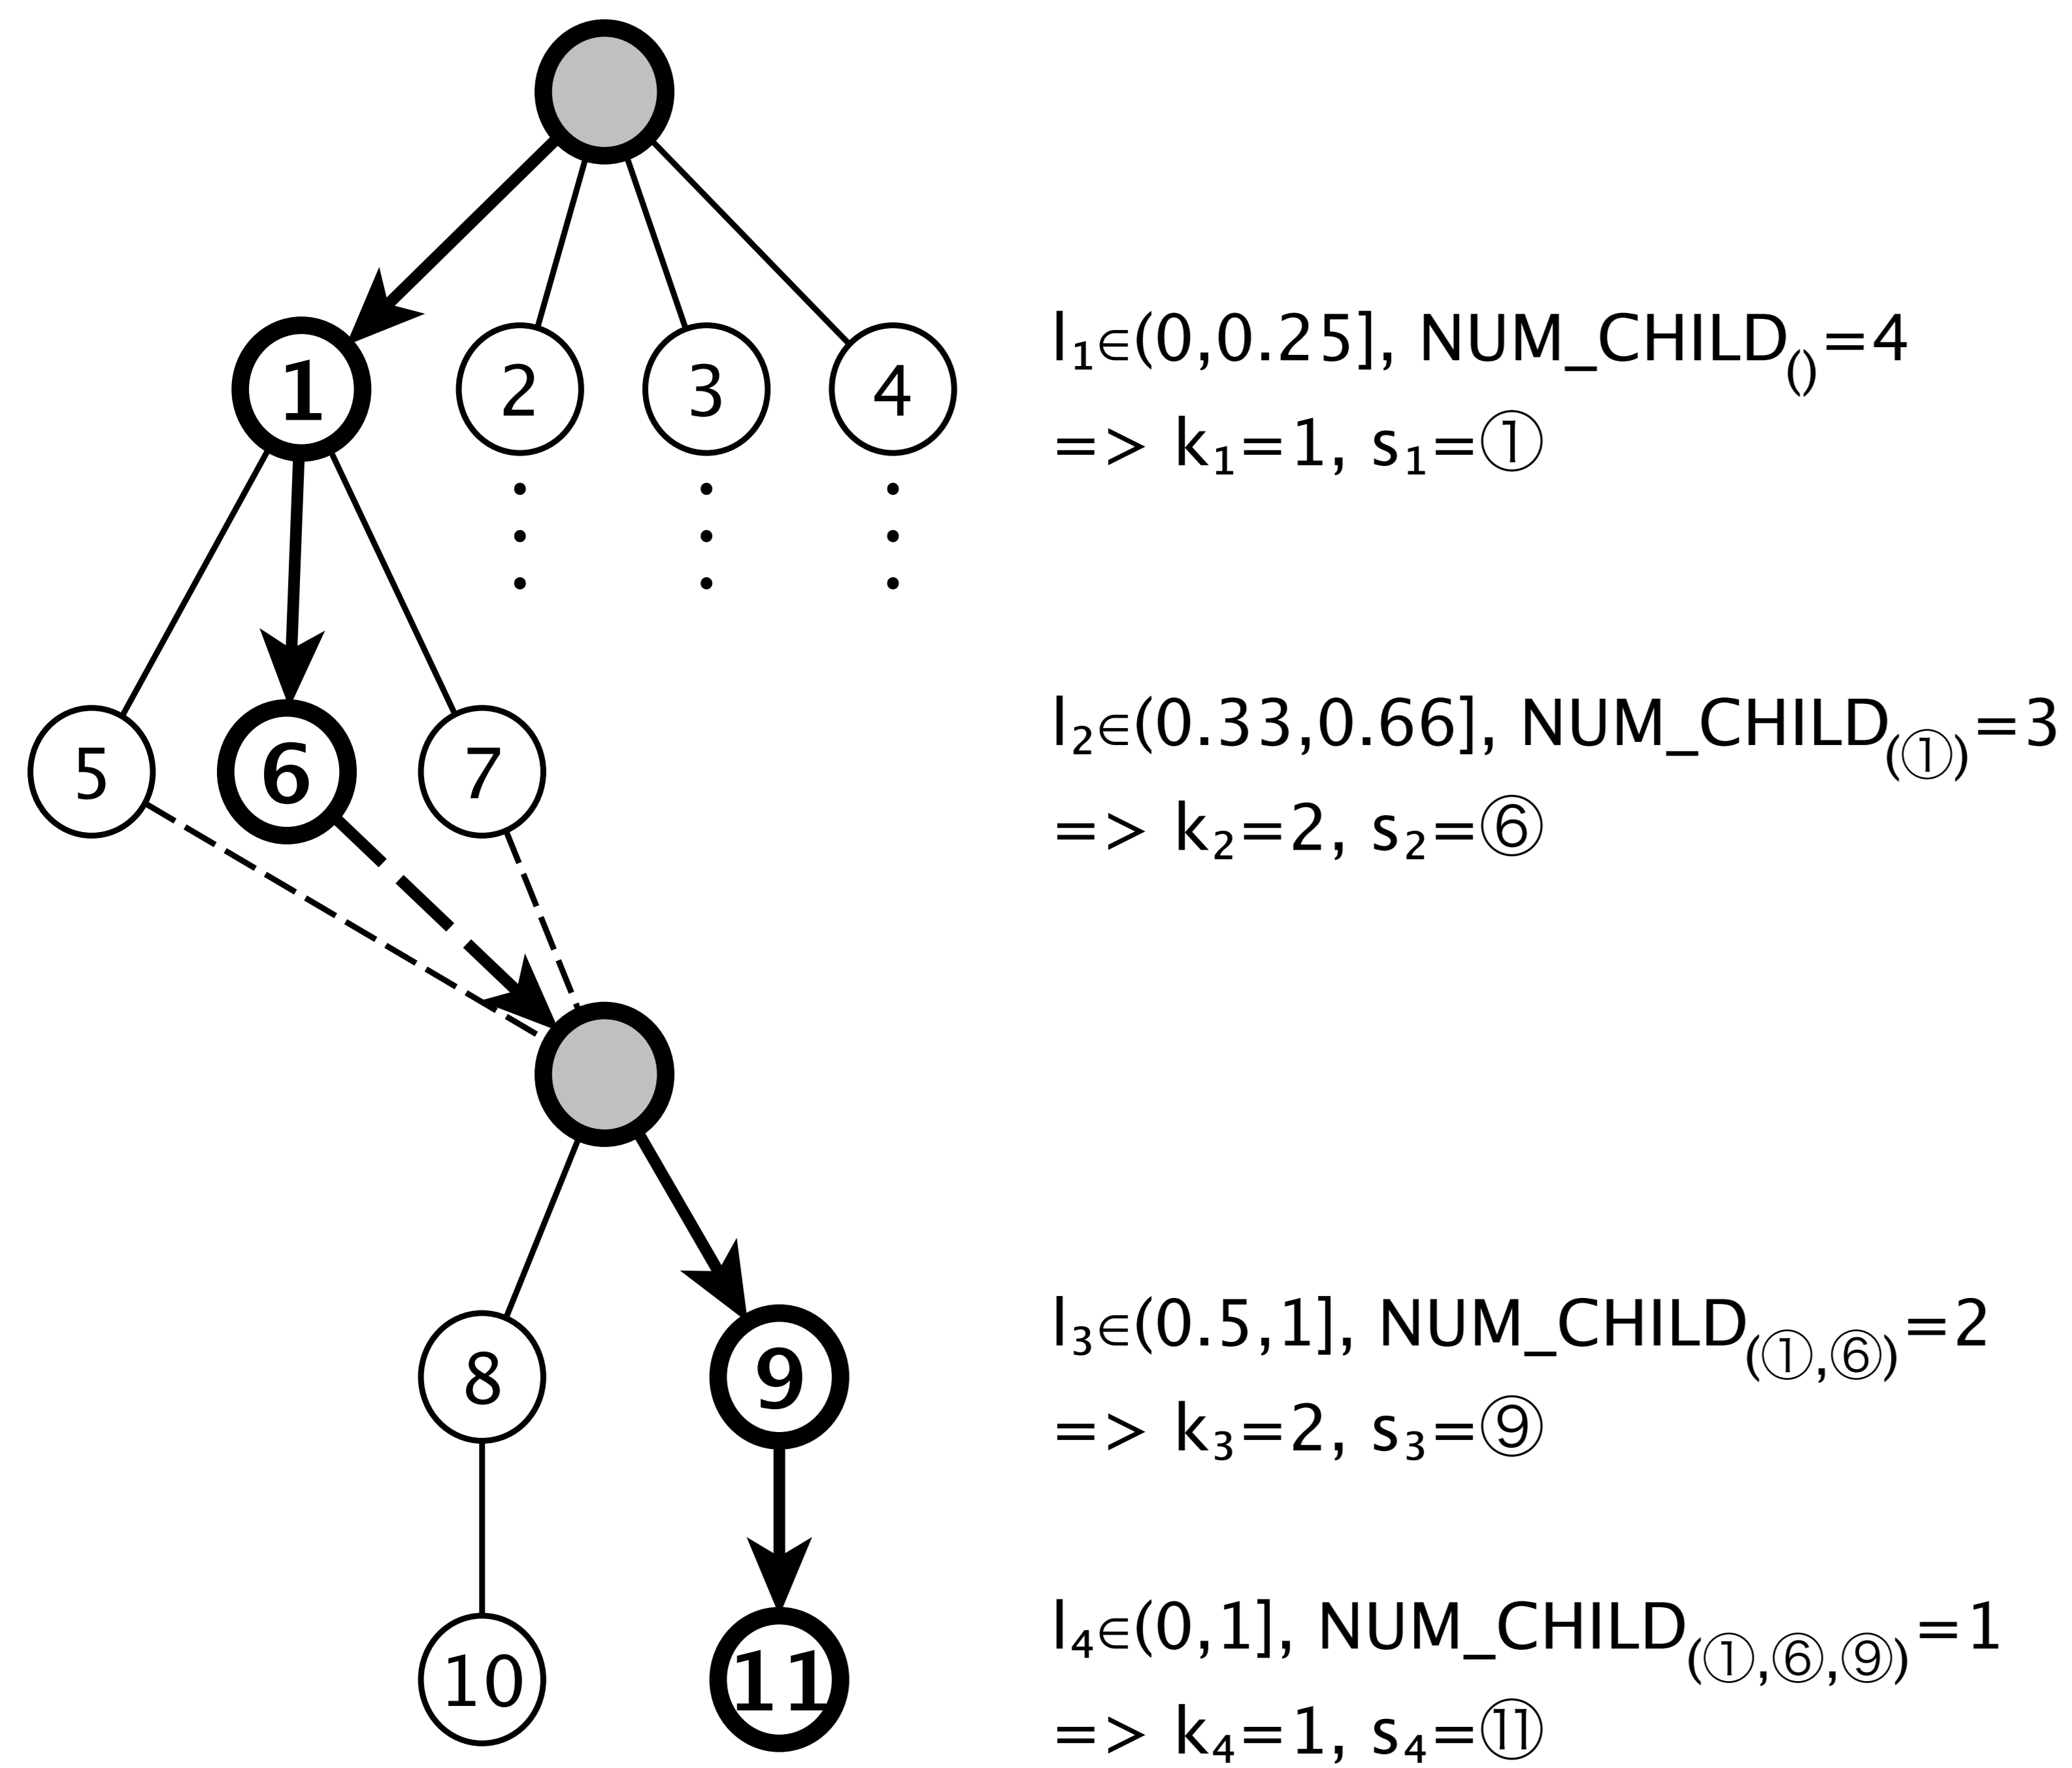 1
2
3
4
l₁∈(0,0.25], NUM_CHILD₍₎=4
=> k₁=1, s₁=①
5
6
7
l₂∈(0.33,0.66], NUM_CHILD₍①₎=3
=> k₂=2, s₂=⑥
8
9
l₃∈(0.5,1], NUM_CHILD₍①,⑥₎=2
=> k₃=2, s₃=⑨
10
11
l₄∈(0,1], NUM_CHILD₍①,⑥,⑨₎=1
=> k₄=1, s₄=⑪